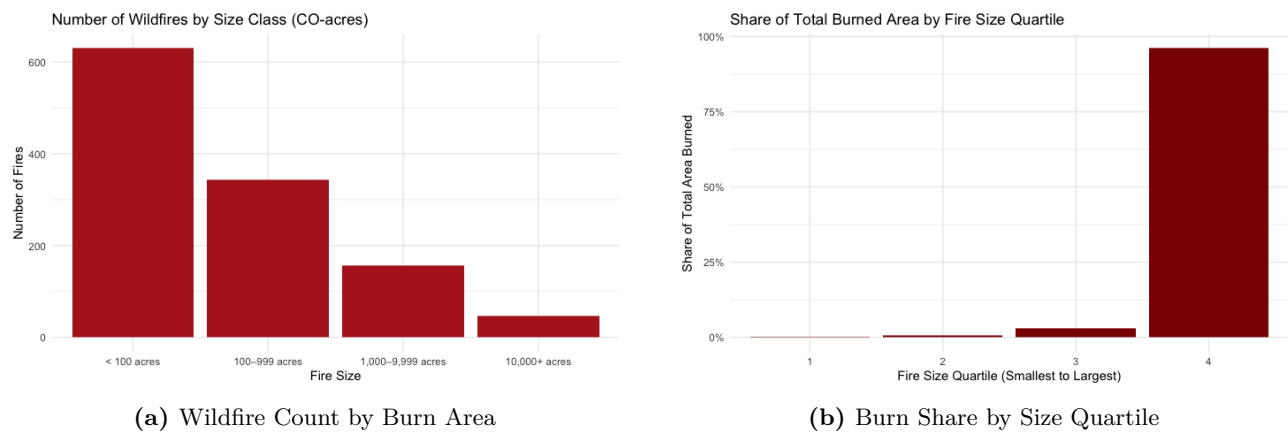 Number of Wildfires by Size Class (CO-acres)
Number of Fires
600
400
200
0
< 100 acres
100–999 acres
1,000–9,999 acres
10,000+ acres
Fire Size
(a) Wildfire Count by Burn Area
Share of Total Burned Area by Fire Size Quartile
Share of Total Area Burned
100%
75%
50%
25%
0%
1
2
3
4
Fire Size Quartile (Smallest to Largest)
(b) Burn Share by Size Quartile